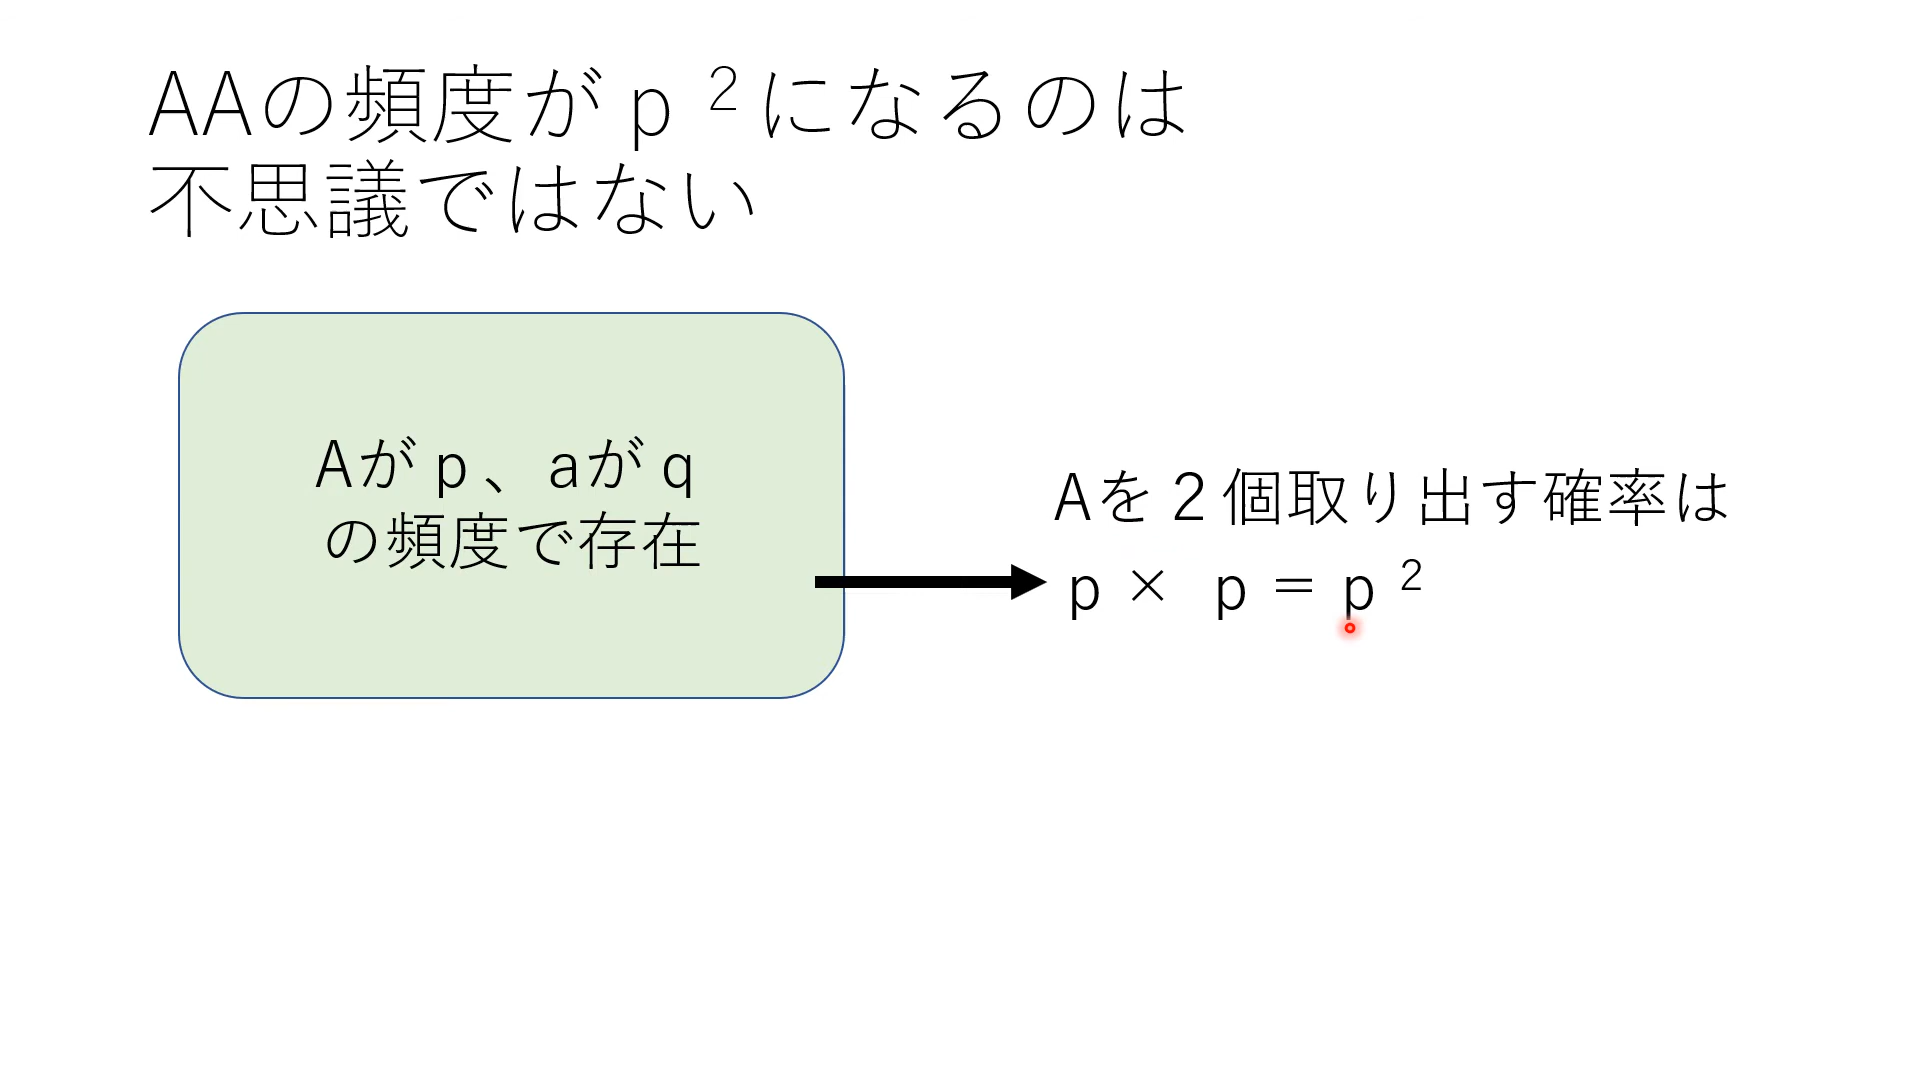 AAの頻度がｐ²になるのは
不思議ではない
Aがｐ、aがｑ
の頻度で存在
Aを２個取り出す確率は
ｐ× ｐ＝ｐ²